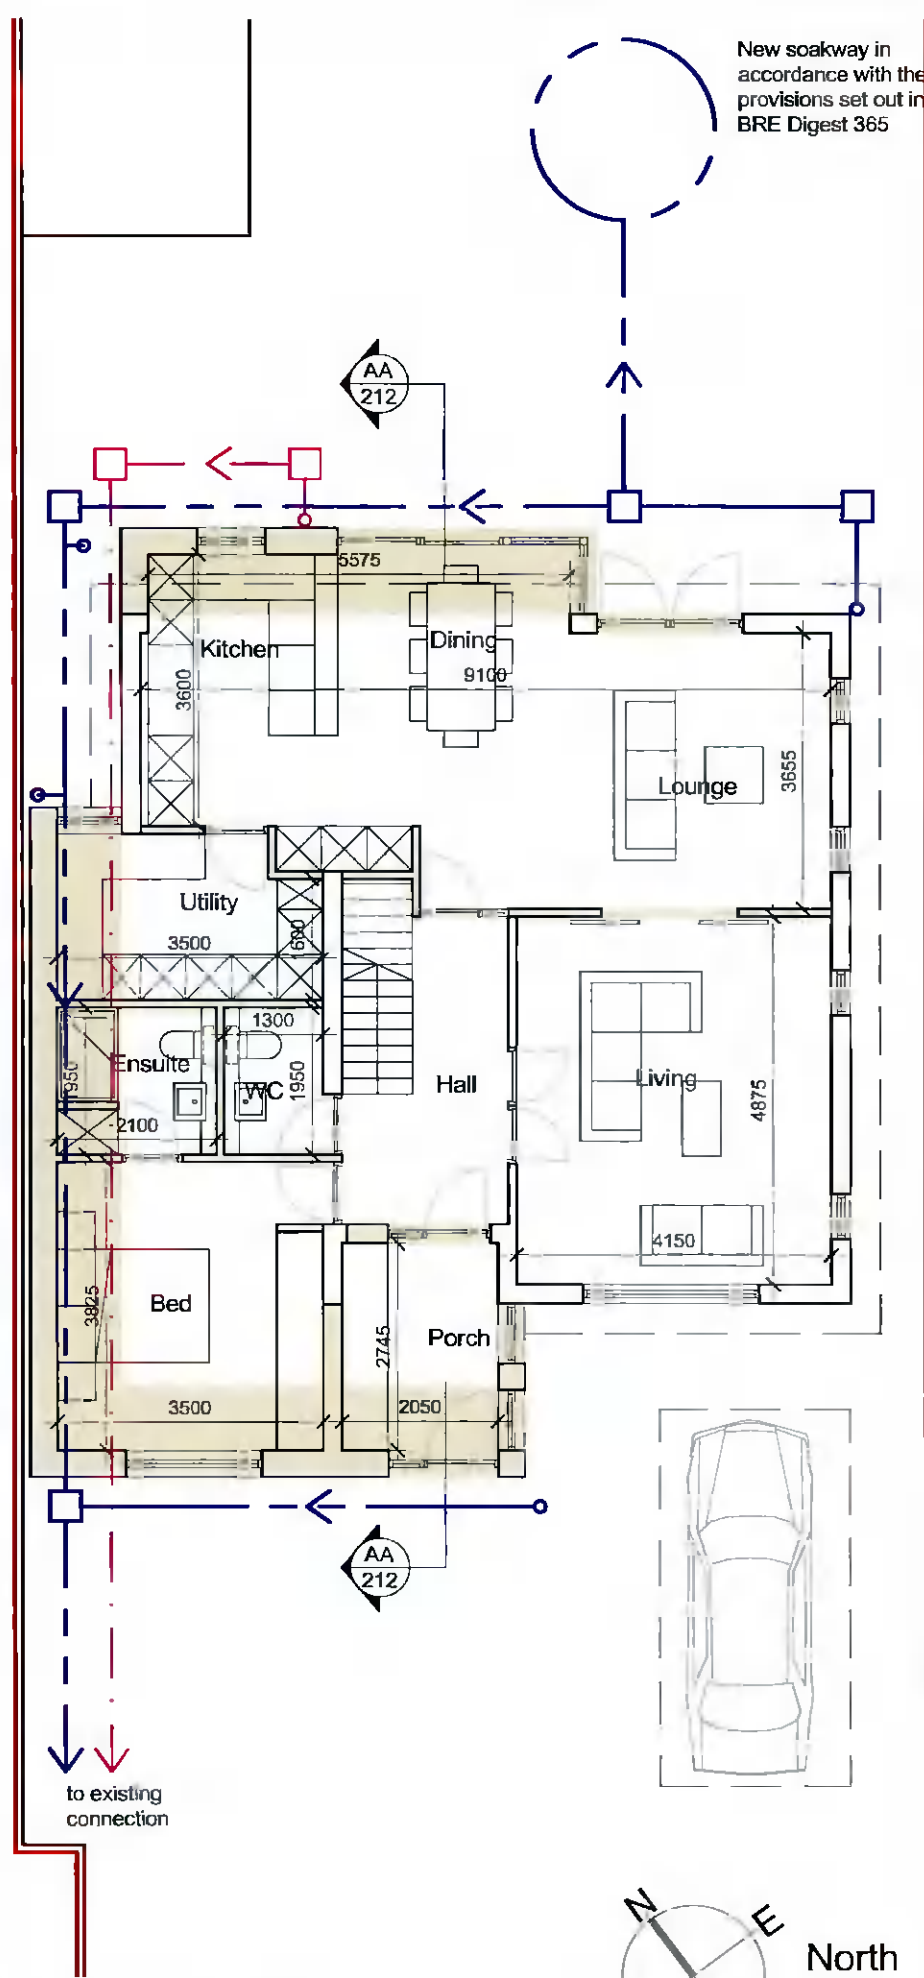 New soakway in
accordance with the
provisions set out in
BRE Digest 365
AA
212
5575
Kitchen
Dining
9100
3600
Lounge
3655
Utility
3500
1600
1300
Ensuite
WC
1950
1950
2100
Hall
Living
4875
4150
Bed
3825
Porch
2745
3500
2050
AA
212
to existing
connection
N
E
North